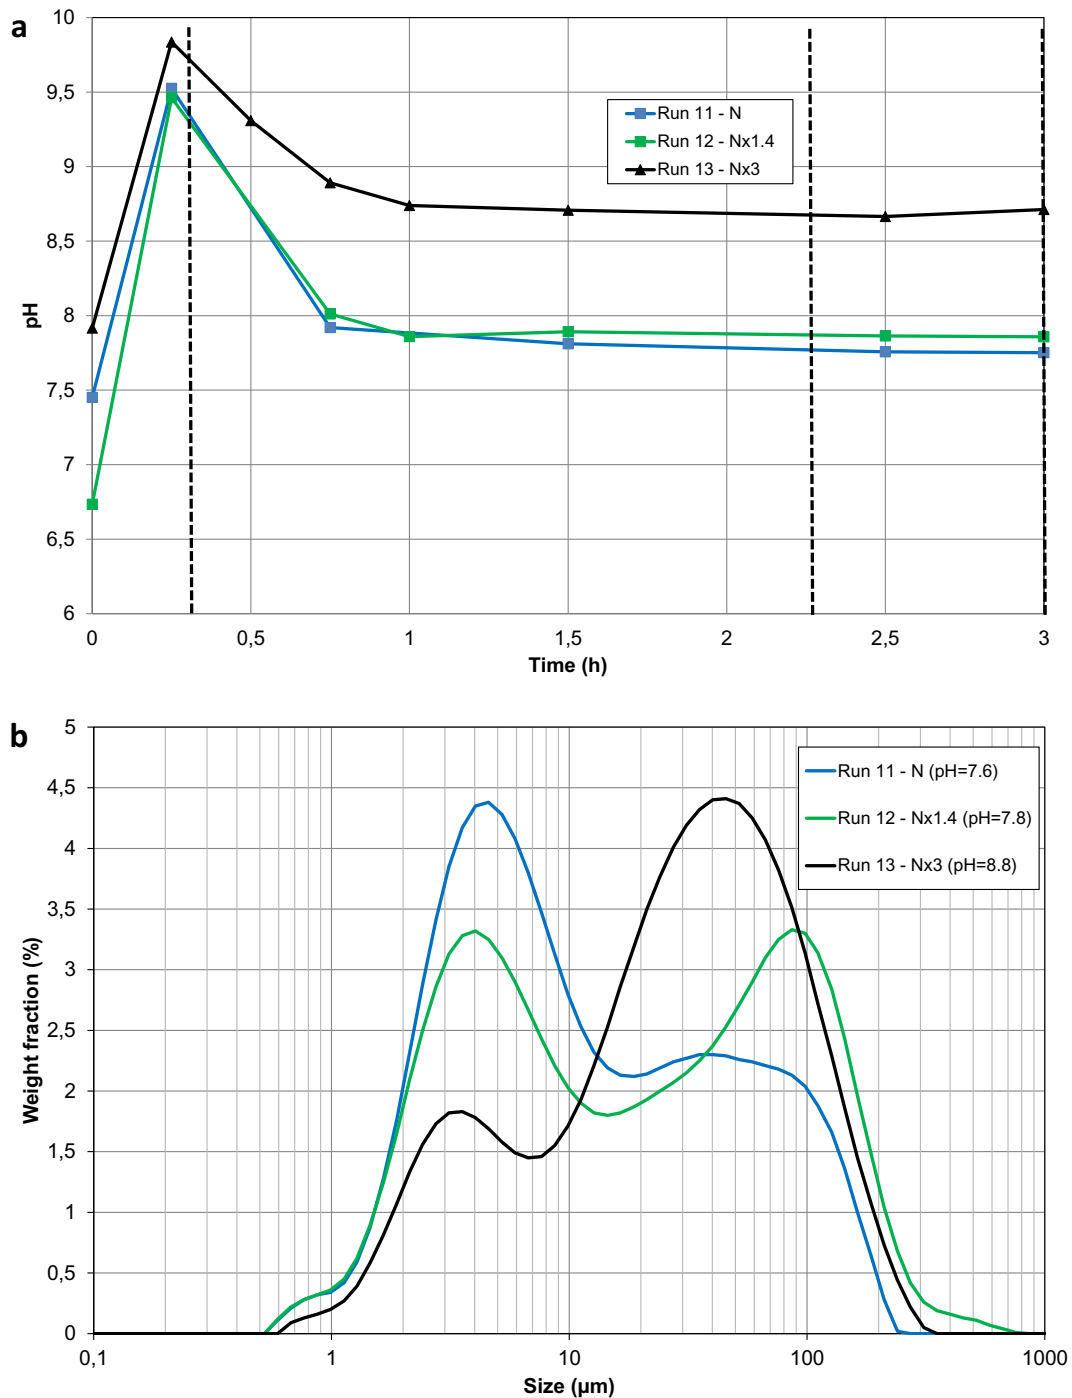 a
10
9,5
9
8,5
8
7,5
7
6,5
6
pH
Run 11 - N
Run 12 - Nx1.4
Run 13 - Nx3
0
0,5
1
1,5
2
2,5
3
Time (h)
b
5
4,5
4
3,5
3
2,5
2
1,5
1
0,5
0
Weight fraction (%)
Run 11 - N (pH=7.6)
Run 12 - Nx1.4 (pH=7.8)
Run 13 - Nx3 (pH=8.8)
0,1
1
10
100
1000
Size (µm)